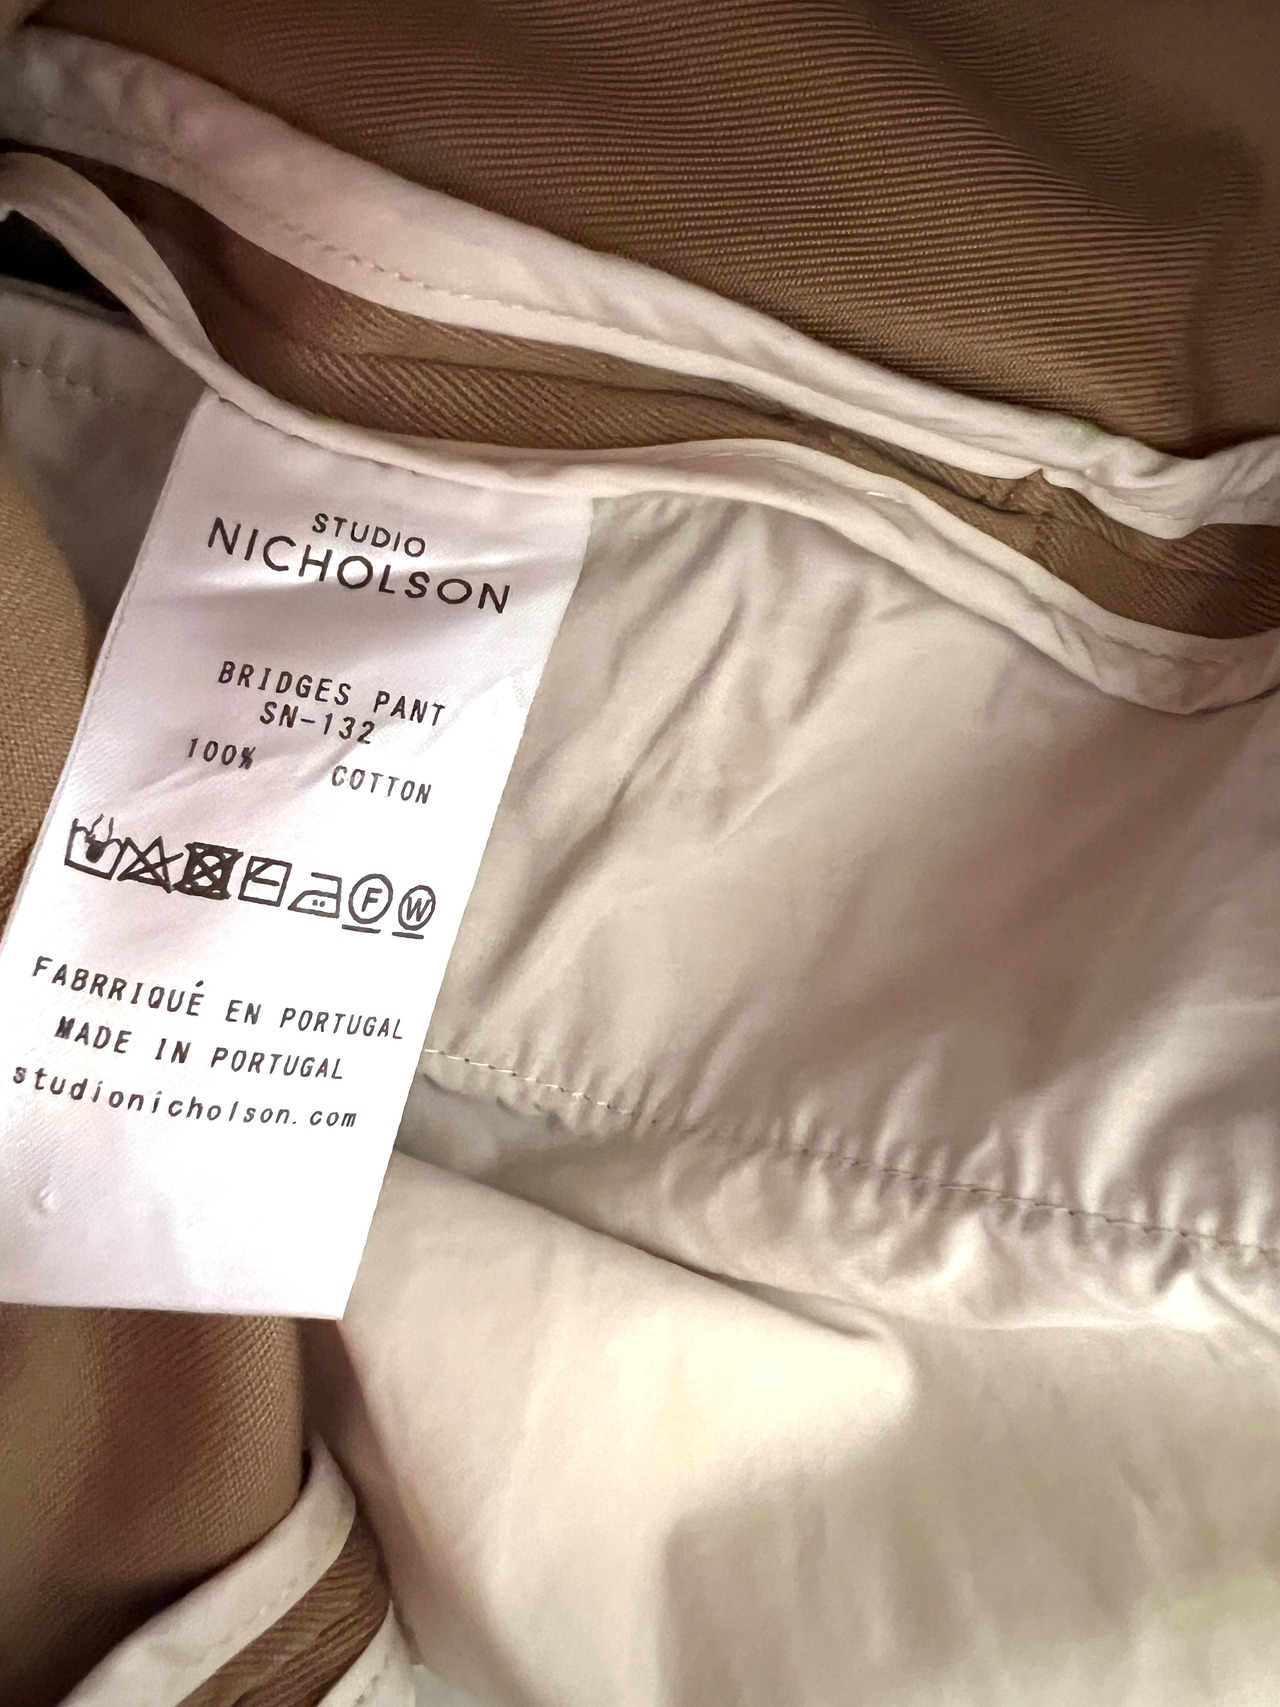 STUDIO
NICHOLSON
BRIDGES PANT
SN-132
100% COTTON
F W
FABRRIQUÉ EN PORTUGAL
MADE IN PORTUGAL
studionicholson.com